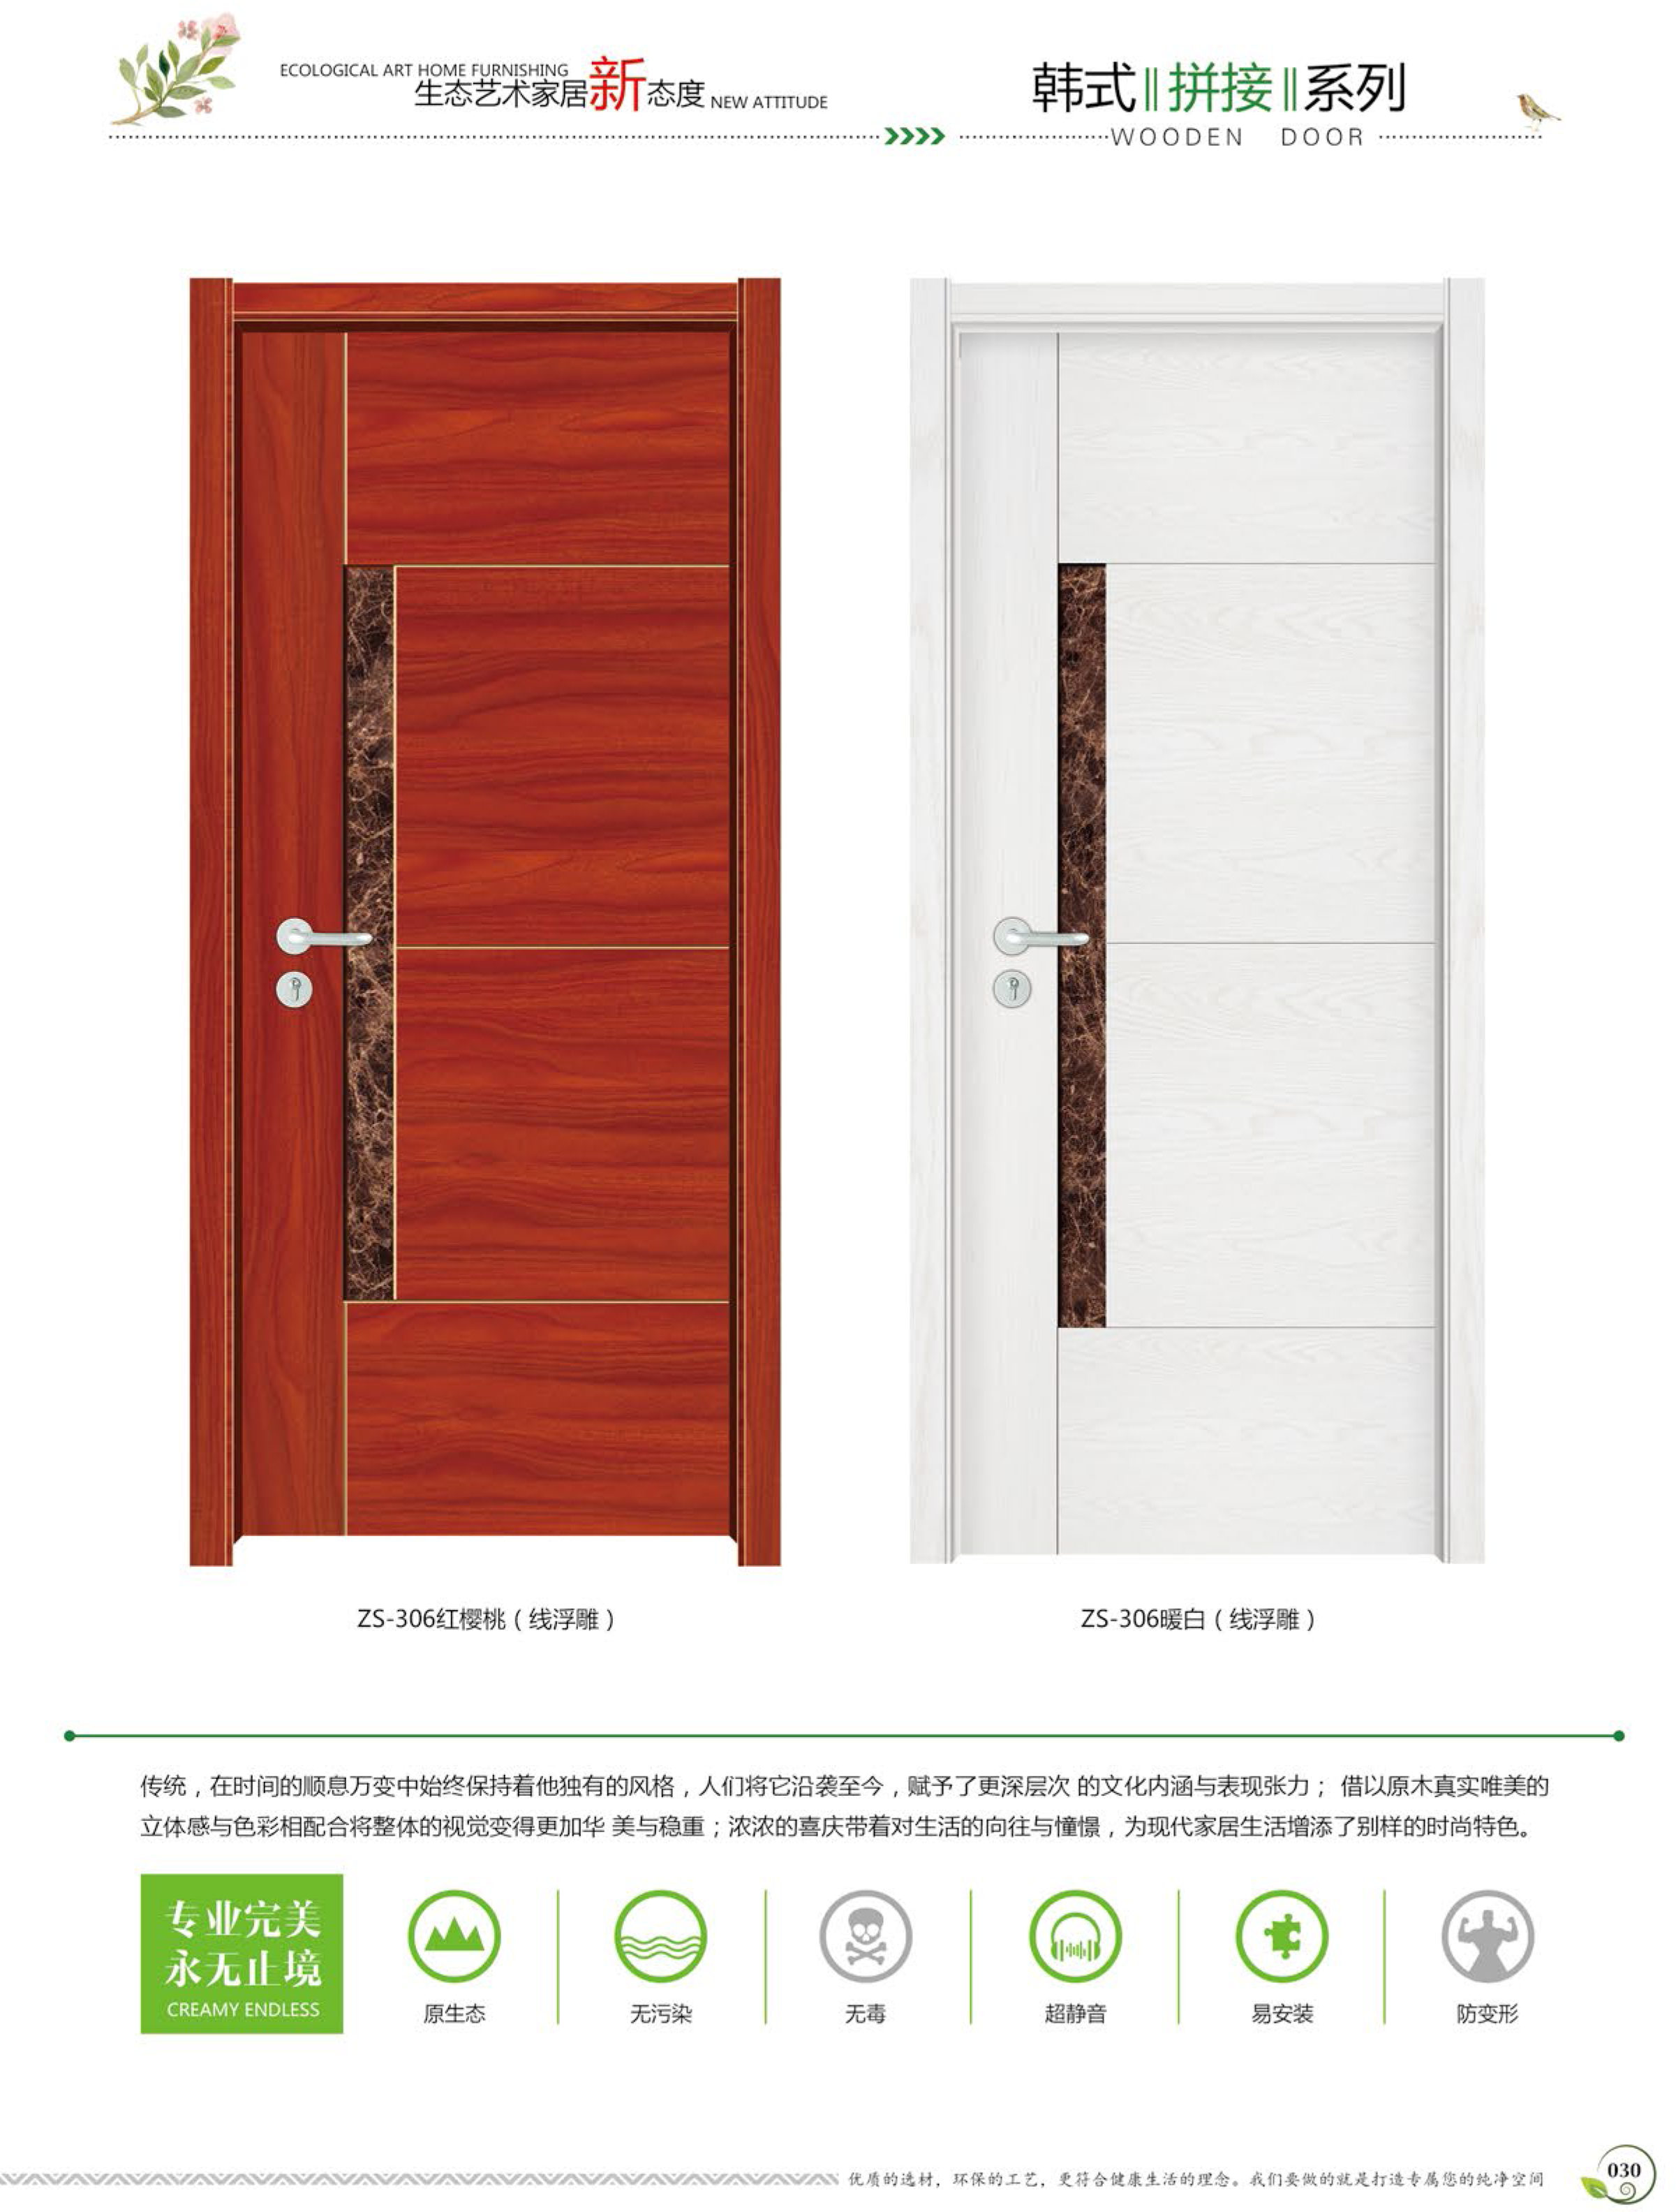 ECOLOGICAL ART HOME FURNISHING
生态艺术家居新态度 NEW ATTITUDE
韩式||拼接||系列
WOODEN DOOR
ZS-306红樱桃（线浮雕）
ZS-306暖白（线浮雕）
传统，在时间的顺息万变中始终保持着他独有的风格，人们将它沿袭至今，赋予了更深层次 的文化内涵与表现张力； 借以原木真实唯美的
立体感与色彩相配合将整体的视觉变得更加华 美与稳重；浓浓的喜庆带着对生活的向往与憧憬，为现代家居生活增添了别样的时尚特色。
专业完美
永无止境
CREAMY ENDLESS
原生态
无污染
无毒
超静音
易安装
防变形
优质的选材，环保的工艺，更符合健康生活的理念。我们要做的就是打造专属您的纯净空间
030